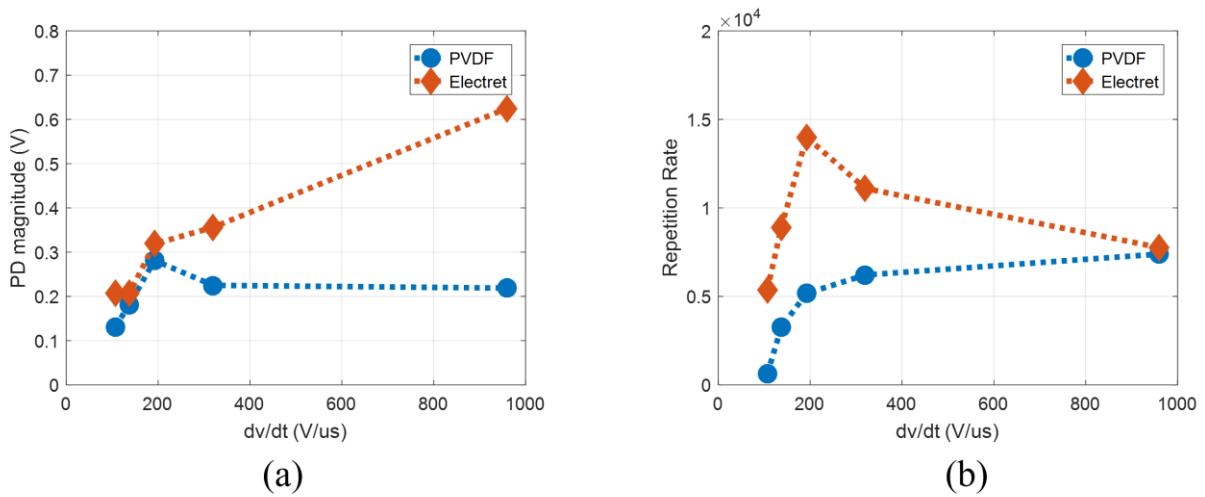 PD magnitude (V)
0.8
0.7
0.6
0.5
0.4
0.3
0.2
0.1
0
PVDF
Electret
0 200 400 600 800 1000
dv/dt (V/us)
(a)
×10⁴
Repetition Rate
2
1.5
1
0.5
0
PVDF
Electret
0 200 400 600 800 1000
dv/dt (V/us)
(b)